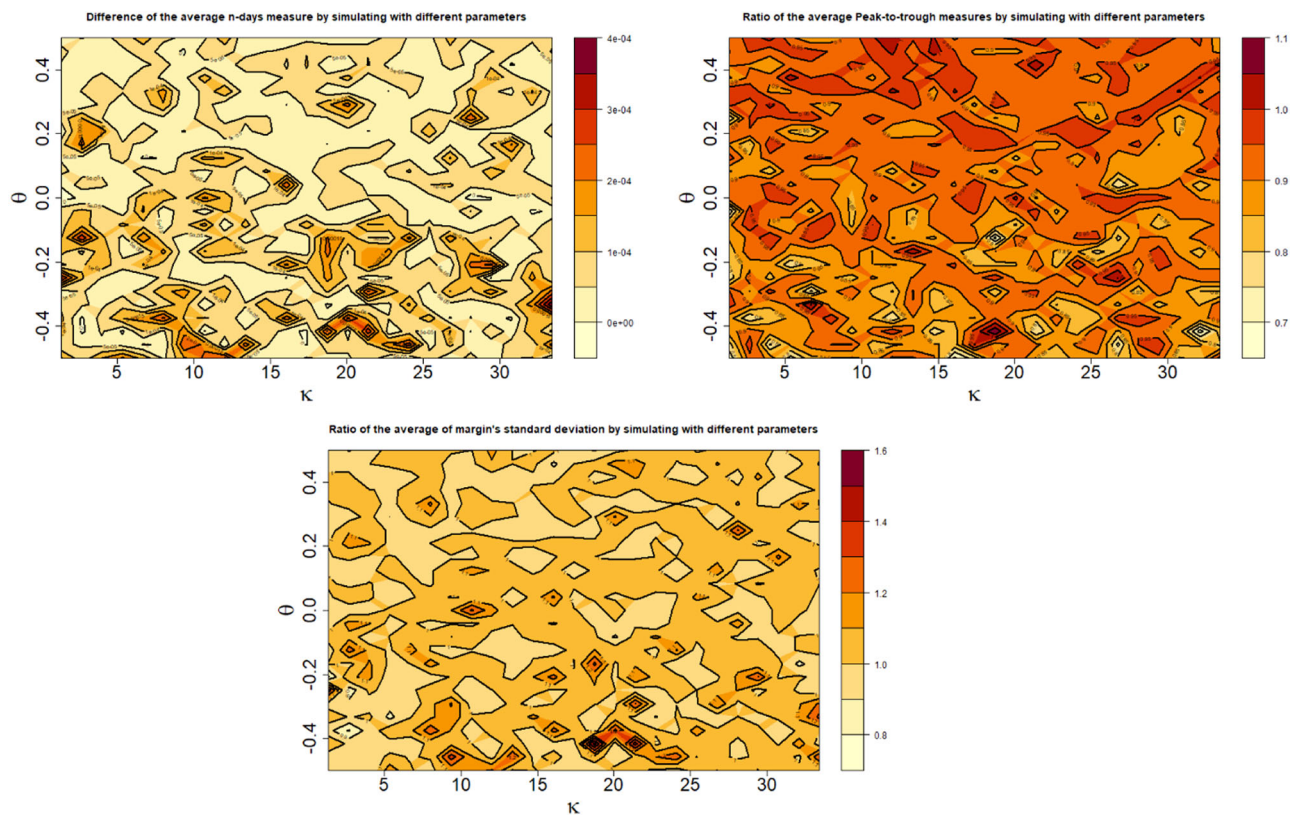 Difference of the average n-days measure by simulating with different parameters
4e-04
3e-04
2e-04
1e-04
0e+00
0.4
0.2
0.0
-0.2
-0.4
θ
5 10 15 20 25 30
κ
Ratio of the average Peak-to-trough measures by simulating with different parameters
1.1
1.0
0.9
0.8
0.7
0.4
0.2
0.0
-0.2
-0.4
θ
5 10 15 20 25 30
κ
Ratio of the average of margin's standard deviation by simulating with different parameters
1.6
1.4
1.2
1.0
0.8
0.4
0.2
0.0
-0.2
-0.4
θ
5 10 15 20 25 30
κ